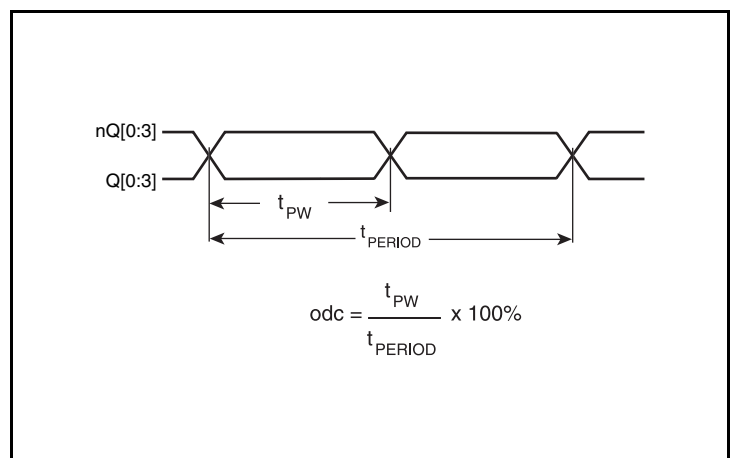 nQ[0:3]
Q[0:3]
tPW
tPERIOD
odc = tPW / tPERIOD x 100%